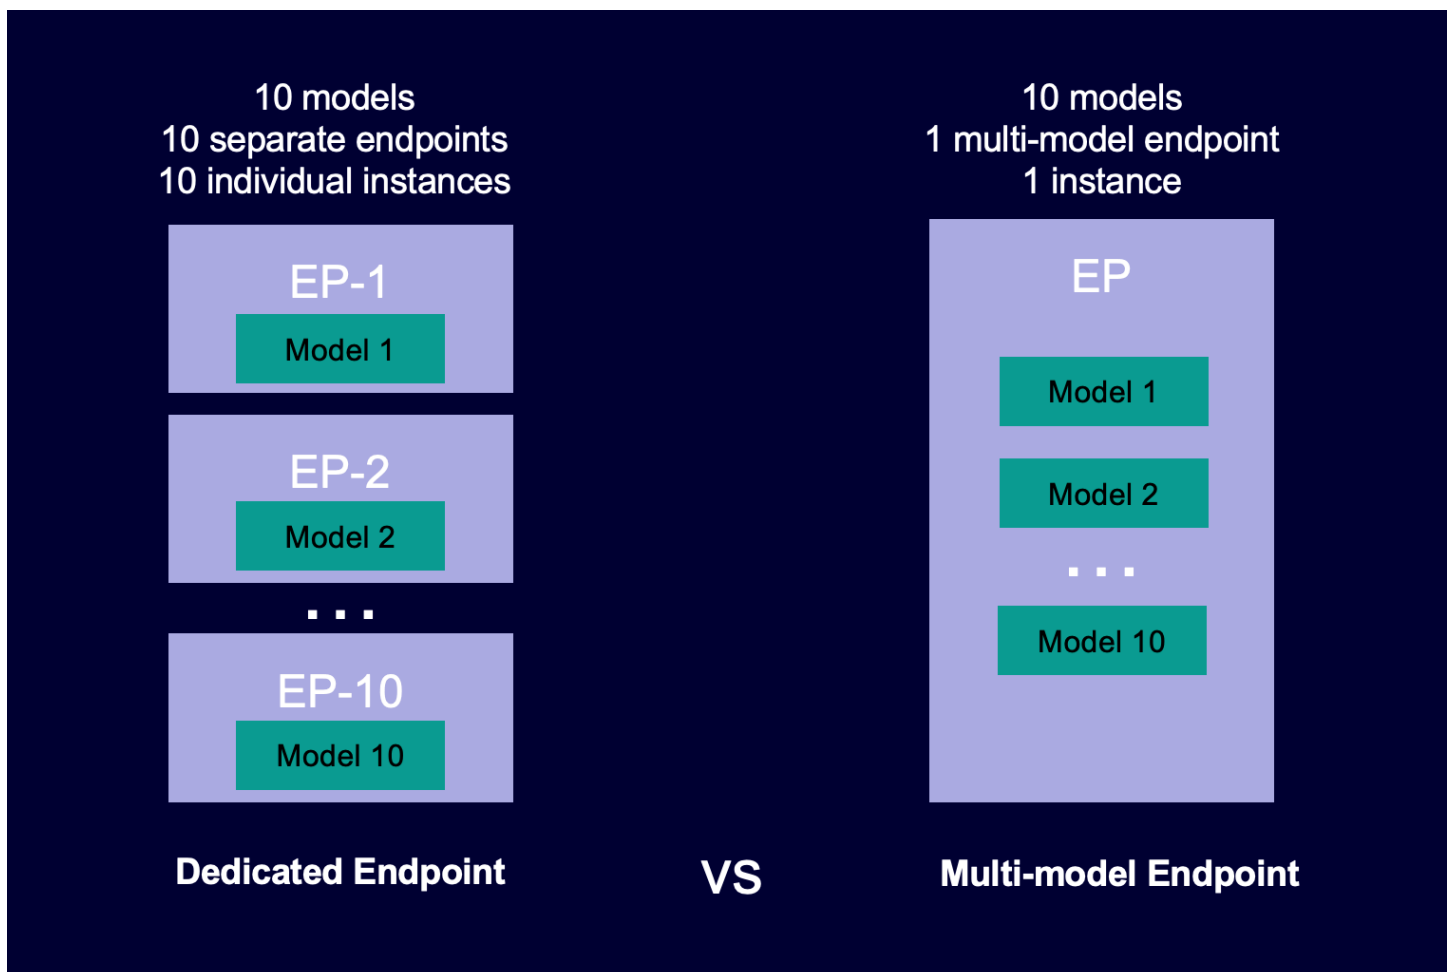 10 models
10 separate endpoints
10 individual instances
EP-1
Model 1
EP-2
Model 2
...
EP-10
Model 10
Dedicated Endpoint
VS
10 models
1 multi-model endpoint
1 instance
EP
Model 1
Model 2
...
Model 10
Multi-model Endpoint